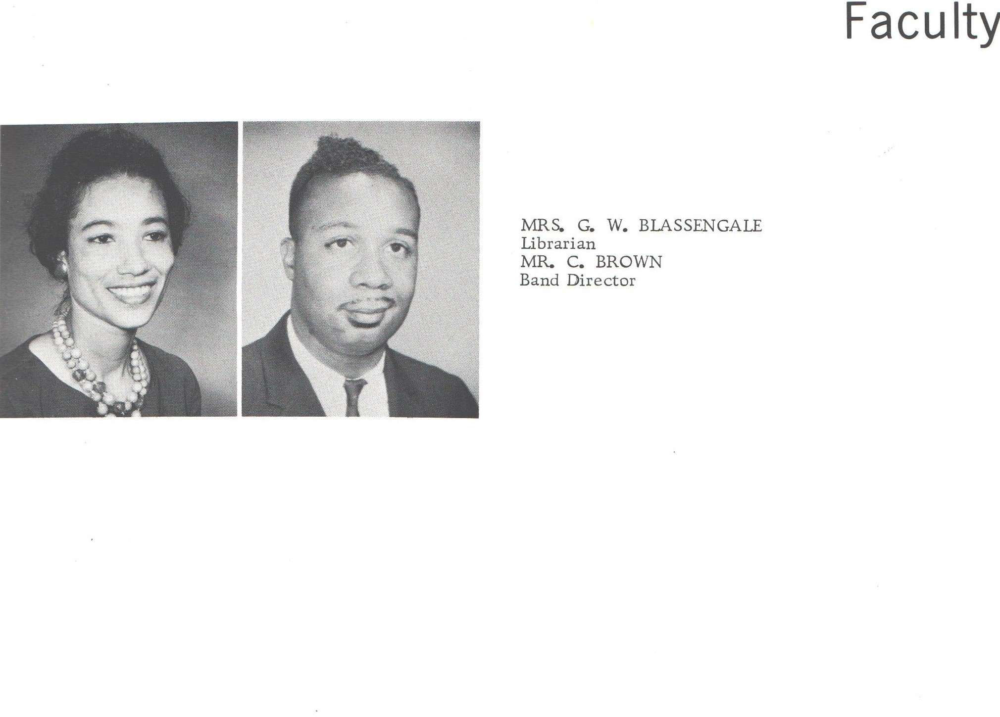 Faculty
MRS. G. W. BLASSENGALE
Librarian
MR. C. BROWN
Band Director